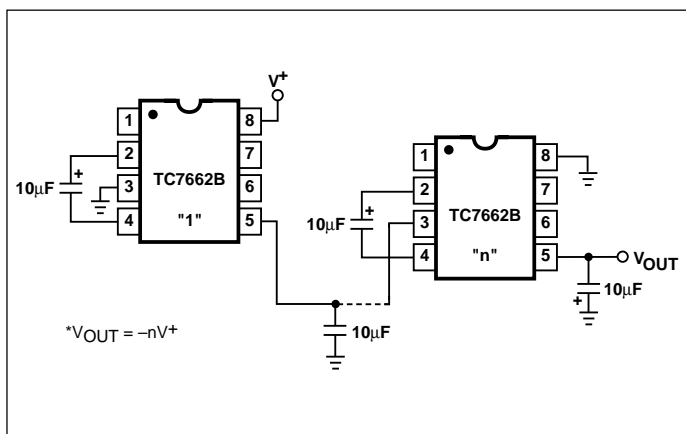 V+
1
2
3
4
8
7
6
5
TC7662B
"1"
+
10µF
1
2
3
4
8
7
6
5
TC7662B
"n"
+
10µF
VOUT
10µF
+
10µF
*VOUT = –nV+